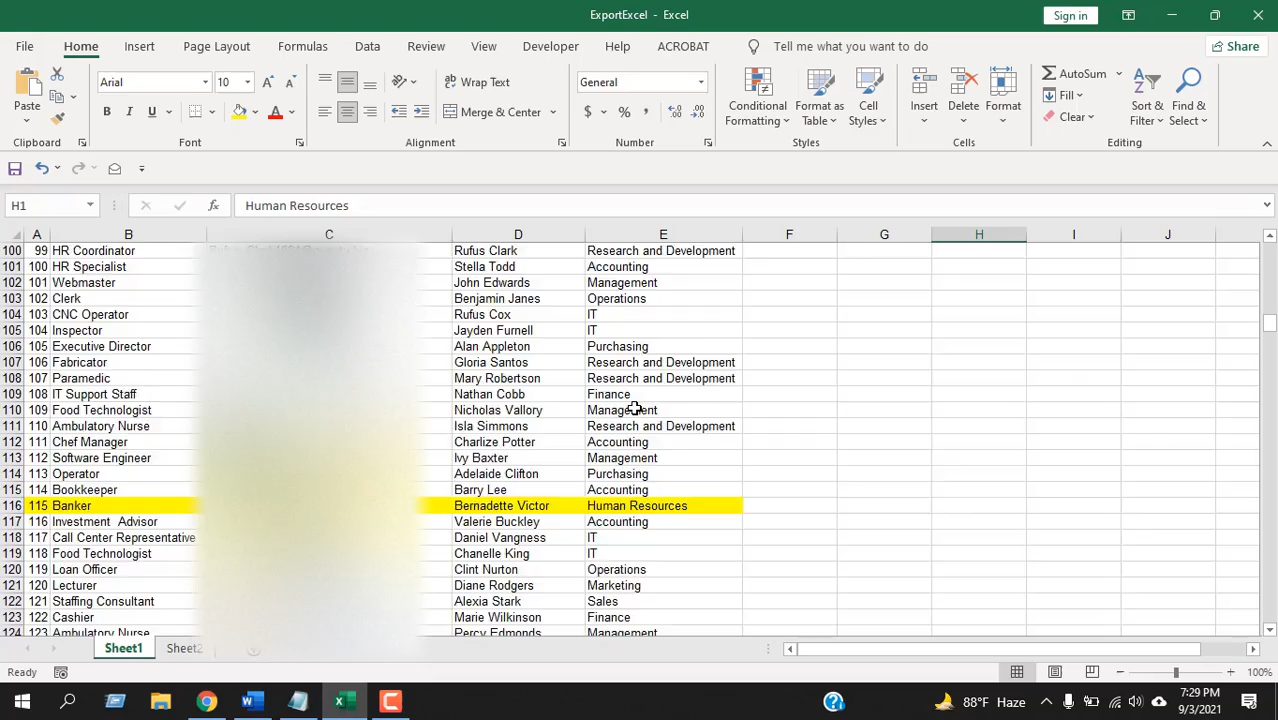 ExportExcel - Excel
Sign in
File Home Insert Page Layout Formulas Data Review View Developer Help ACROBAT Tell me what you want to do Share
Paste
Clipboard
Arial 10
B I U
Font
Wrap Text
Merge & Center
Alignment
General
$ % ,
Number
Conditional Formatting
Format as Table
Cell Styles
Styles
Insert Delete Format
Cells
AutoSum
Fill
Clear
Sort & Filter
Find & Select
Editing
H1 fx Human Resources
A B C D E F G H I J
100 99 HR Coordinator Rufus Clark Research and Development
101 100 HR Specialist Stella Todd Accounting
102 101 Webmaster John Edwards Management
103 102 Clerk Benjamin Janes Operations
104 103 CNC Operator Rufus Cox IT
105 104 Inspector Jayden Furnell IT
106 105 Executive Director Alan Appleton Purchasing
107 106 Fabricator Gloria Santos Research and Development
108 107 Paramedic Mary Robertson Research and Development
109 108 IT Support Staff Nathan Cobb Finance
110 109 Food Technologist Nicholas Vallory Management
111 110 Ambulatory Nurse Isla Simmons Research and Development
112 111 Chef Manager Charlize Potter Accounting
113 112 Software Engineer Ivy Baxter Management
114 113 Operator Adelaide Clifton Purchasing
115 114 Bookkeeper Barry Lee Accounting
116 115 Banker Bernadette Victor Human Resources
117 116 Investment Advisor Valerie Buckley Accounting
118 117 Call Center Representative Daniel Vangness IT
119 118 Food Technologist Chanelle King IT
120 119 Loan Officer Clint Nurton Operations
121 120 Lecturer Diane Rodgers Marketing
122 121 Staffing Consultant Alexia Stark Sales
123 122 Cashier Marie Wilkinson Finance
124 123 Ambulatory Nurse Percy Edmonds Management
Sheet1 Sheet2
Ready 100%
88°F Haze 7:29 PM
9/3/2021